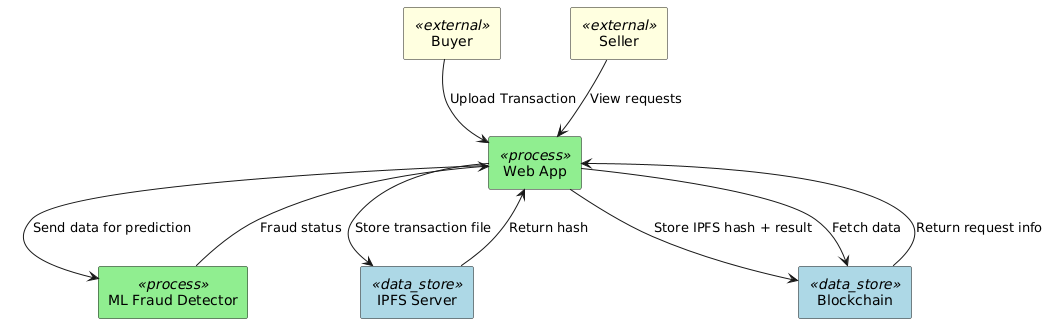 «external»
Buyer
«external»
Seller
Upload Transaction
View requests
«process»
Web App
Send data for prediction
Fraud status
Store transaction file
Return hash
Store IPFS hash + result
Fetch data
Return request info
«process»
ML Fraud Detector
«data_store»
IPFS Server
«data_store»
Blockchain